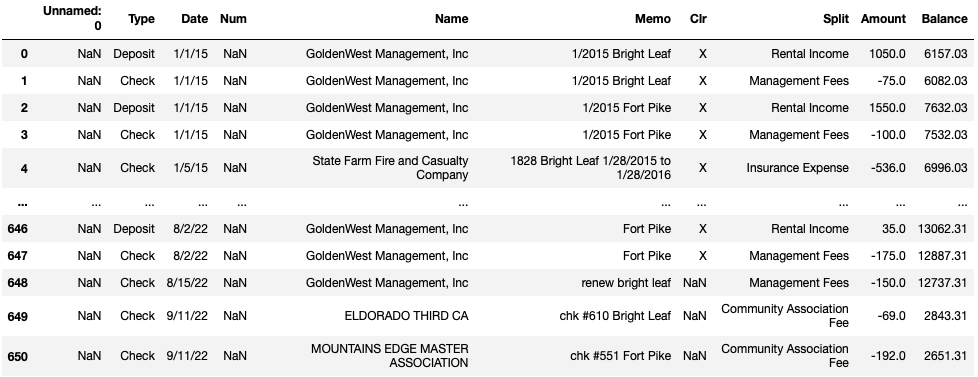 Unnamed: 0 Type Date Num Name Memo Clr Split Amount Balance
0 NaN Deposit 1/1/15 NaN GoldenWest Management, Inc 1/2015 Bright Leaf X Rental Income 1050.0 6157.03
1 NaN Check 1/1/15 NaN GoldenWest Management, Inc 1/2015 Bright Leaf X Management Fees -75.0 6082.03
2 NaN Deposit 1/1/15 NaN GoldenWest Management, Inc 1/2015 Fort Pike X Rental Income 1550.0 7632.03
3 NaN Check 1/1/15 NaN GoldenWest Management, Inc 1/2015 Fort Pike X Management Fees -100.0 7532.03
4 NaN Check 1/5/15 NaN State Farm Fire and Casualty Company 1828 Bright Leaf 1/28/2015 to 1/28/2016 X Insurance Expense -536.0 6996.03
... ... ... ... ... ... ... ... ... ... ...
646 NaN Deposit 8/2/22 NaN GoldenWest Management, Inc Fort Pike X Rental Income 35.0 13062.31
647 NaN Check 8/2/22 NaN GoldenWest Management, Inc Fort Pike X Management Fees -175.0 12887.31
648 NaN Check 8/15/22 NaN GoldenWest Management, Inc renew bright leaf NaN Management Fees -150.0 12737.31
649 NaN Check 9/11/22 NaN ELDORADO THIRD CA chk #610 Bright Leaf NaN Community Association Fee -69.0 2843.31
650 NaN Check 9/11/22 NaN MOUNTAINS EDGE MASTER ASSOCIATION chk #551 Fort Pike NaN Community Association Fee -192.0 2651.31